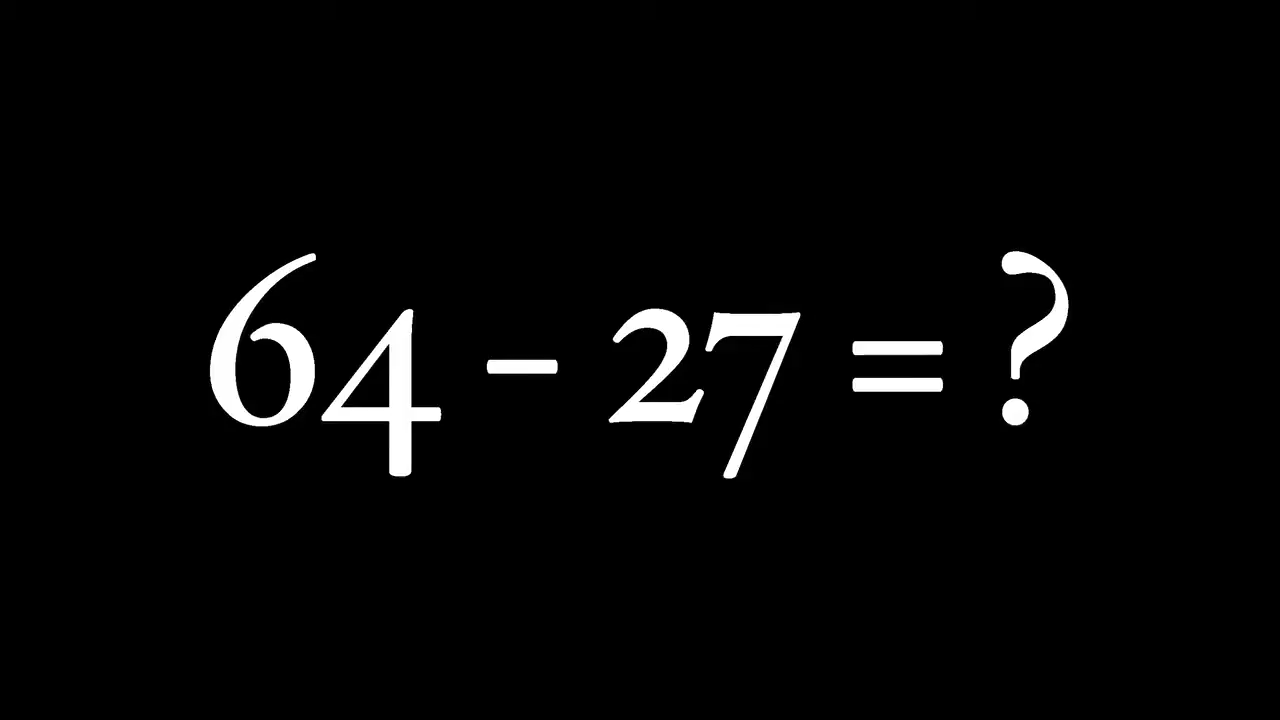 64 - 27 = ?